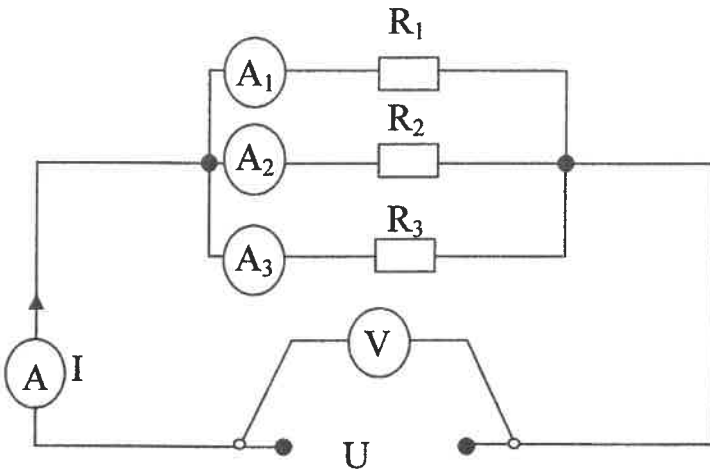 R₁
A₁
R₂
A₂
R₃
A₃
V
A I
U